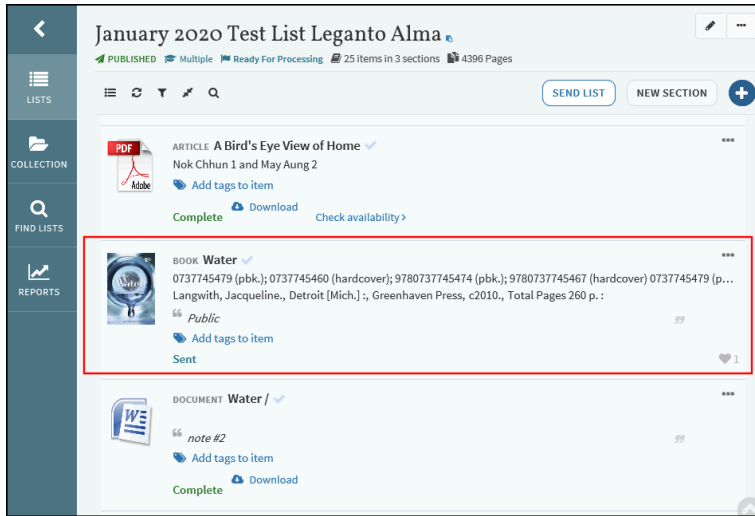 January 2020 Test List Leganto Alma
PUBLISHED Multiple Ready For Processing 25 items in 3 sections 4396 Pages
LISTS
SEND LIST NEW SECTION
COLLECTION
FIND LISTS
REPORTS
PDF
Adobe
ARTICLE A Bird's Eye View of Home
Nok Chhun 1 and May Aung 2
Add tags to item
Complete Download Check availability >
Water
BOOK Water
0737745479 (pbk.); 0737745460 (hardcover); 9780737745474 (pbk.); 9780737745467 (hardcover) 0737745479 (p…
Langwith, Jacqueline., Detroit [Mich.] :, Greenhaven Press, c2010., Total Pages 260 p. :
“ Public ”
Add tags to item
Sent 1
W
DOCUMENT Water /
“ note #2 ”
Add tags to item
Complete Download